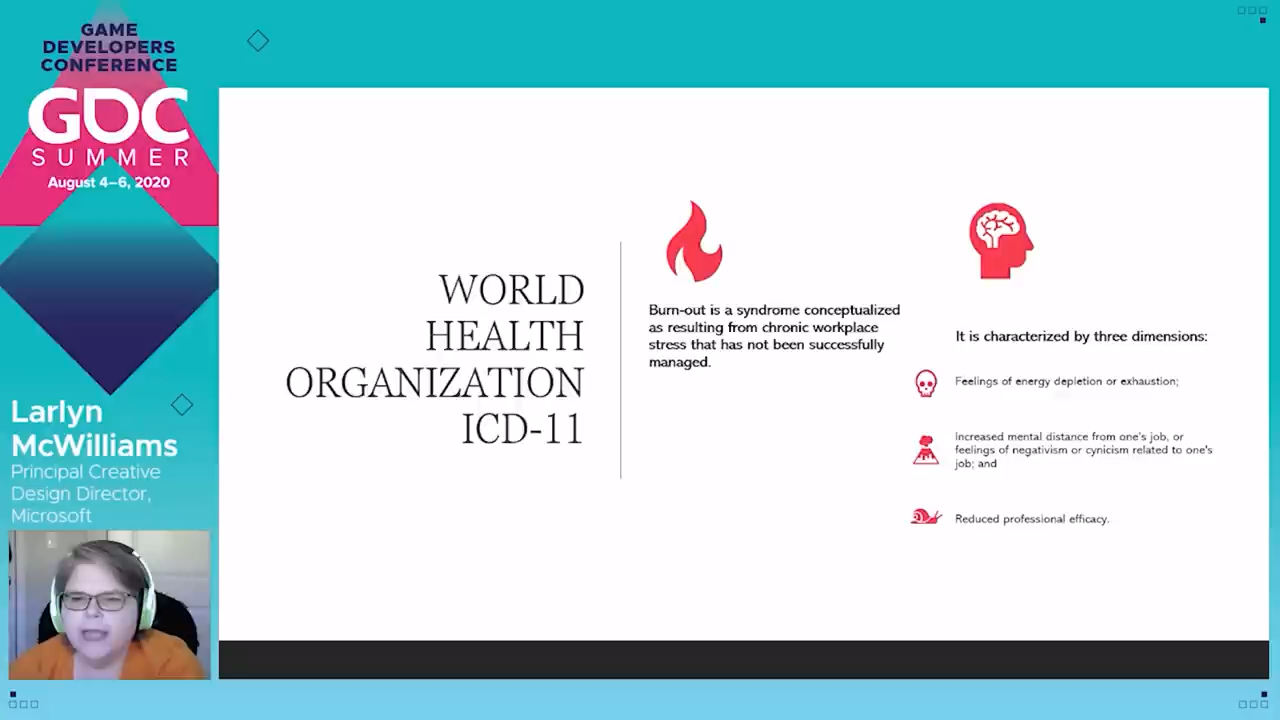 GAME
DEVELOPERS
CONFERENCE
GDC
SUMMER
August 4–6, 2020
Larlyn
McWilliams
Principal Creative
Design Director,
Microsoft
WORLD
HEALTH
ORGANIZATION
ICD-11
Burn-out is a syndrome conceptualized
as resulting from chronic workplace
stress that has not been successfully
managed.
It is characterized by three dimensions:
Feelings of energy depletion or exhaustion;
Increased mental distance from one's job, or
feelings of negativism or cynicism related to one's
job; and
Reduced professional efficacy.